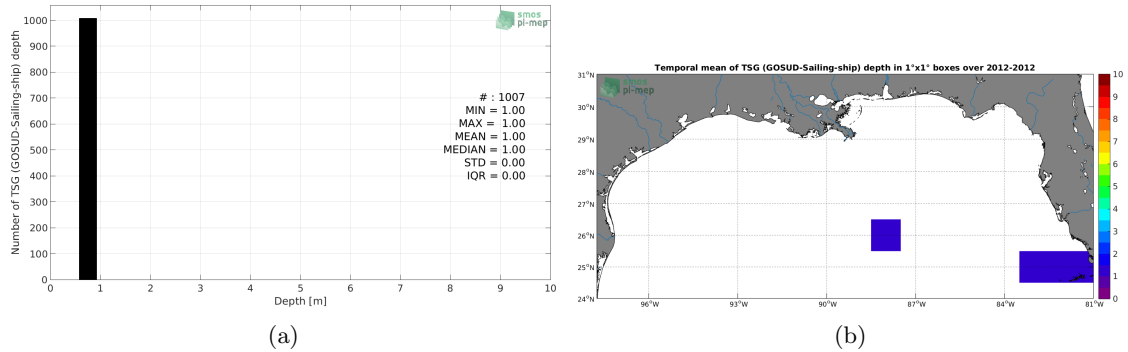 smos
pi-mep
1000
900
800
700
600
500
400
300
200
100
0
Number of TSG (GOSUD-Sailing-ship) depth
# : 1007
MIN = 1.00
MAX = 1.00
MEAN = 1.00
MEDIAN = 1.00
STD = 0.00
IQR = 0.00
0 1 2 3 4 5 6 7 8 9 10
Depth [m]
(a)
Temporal mean of TSG (GOSUD-Sailing-ship) depth in 1°x1° boxes over 2012-2012
smos
pi-mep
31°N
30°N
29°N
28°N
27°N
26°N
25°N
24°N
96°W 93°W 90°W 87°W 84°W 81°W
10
9
8
7
6
5
4
3
2
1
0
(b)